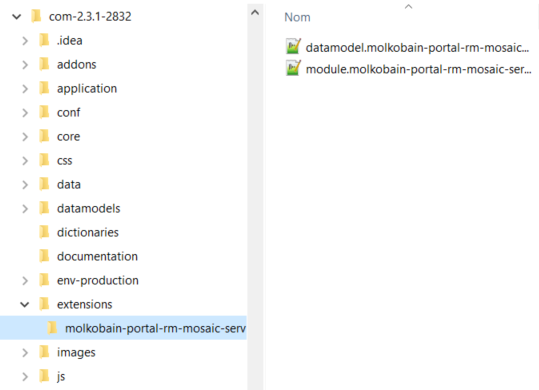 com-2.3.1-2832
.idea
addons
application
conf
core
css
data
datamodels
dictionaries
documentation
env-production
extensions
molkobain-portal-rm-mosaic-serv
images
js
Nom
datamodel.molkobain-portal-rm-mosaic...
module.molkobain-portal-rm-mosaic-ser...